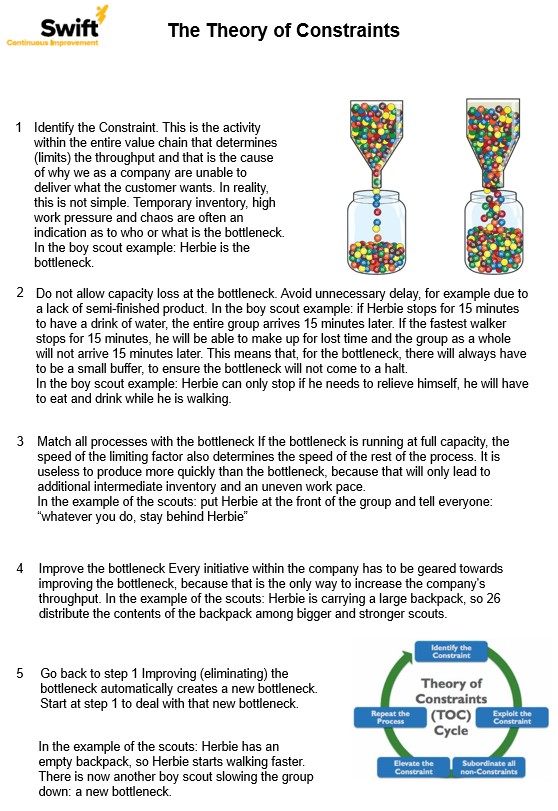 Swift
Continuous Improvement
The Theory of Constraints
1 Identify the Constraint. This is the activity
within the entire value chain that determines
(limits) the throughput and that is the cause
of why we as a company are unable to
deliver what the customer wants. In reality,
this is not simple. Temporary inventory, high
work pressure and chaos are often an
indication as to who or what is the bottleneck.
In the boy scout example: Herbie is the
bottleneck.
2 Do not allow capacity loss at the bottleneck. Avoid unnecessary delay, for example due to
a lack of semi-finished product. In the boy scout example: if Herbie stops for 15 minutes
to have a drink of water, the entire group arrives 15 minutes later. If the fastest walker
stops for 15 minutes, he will be able to make up for lost time and the group as a whole
will not arrive 15 minutes later. This means that, for the bottleneck, there will always have
to be a small buffer, to ensure the bottleneck will not come to a halt.
In the boy scout example: Herbie can only stop if he needs to relieve himself, he will have
to eat and drink while he is walking.
3 Match all processes with the bottleneck If the bottleneck is running at full capacity, the
speed of the limiting factor also determines the speed of the rest of the process. It is
useless to produce more quickly than the bottleneck, because that will only lead to
additional intermediate inventory and an uneven work pace.
In the example of the scouts: put Herbie at the front of the group and tell everyone:
“whatever you do, stay behind Herbie”
4 Improve the bottleneck Every initiative within the company has to be geared towards
improving the bottleneck, because that is the only way to increase the company’s
throughput. In the example of the scouts: Herbie is carrying a large backpack, so 26
distribute the contents of the backpack among bigger and stronger scouts.
5 Go back to step 1 Improving (eliminating) the
bottleneck automatically creates a new bottleneck.
Start at step 1 to deal with that new bottleneck.
In the example of the scouts: Herbie has an
empty backpack, so Herbie starts walking faster.
There is now another boy scout slowing the group
down: a new bottleneck.
Identify the
Constraint
Theory of
Constraints
(TOC)
Cycle
Repeat the
Process
Exploit the
Constraint
Elevate the
Constraint
Subordinate all
non-Constraints